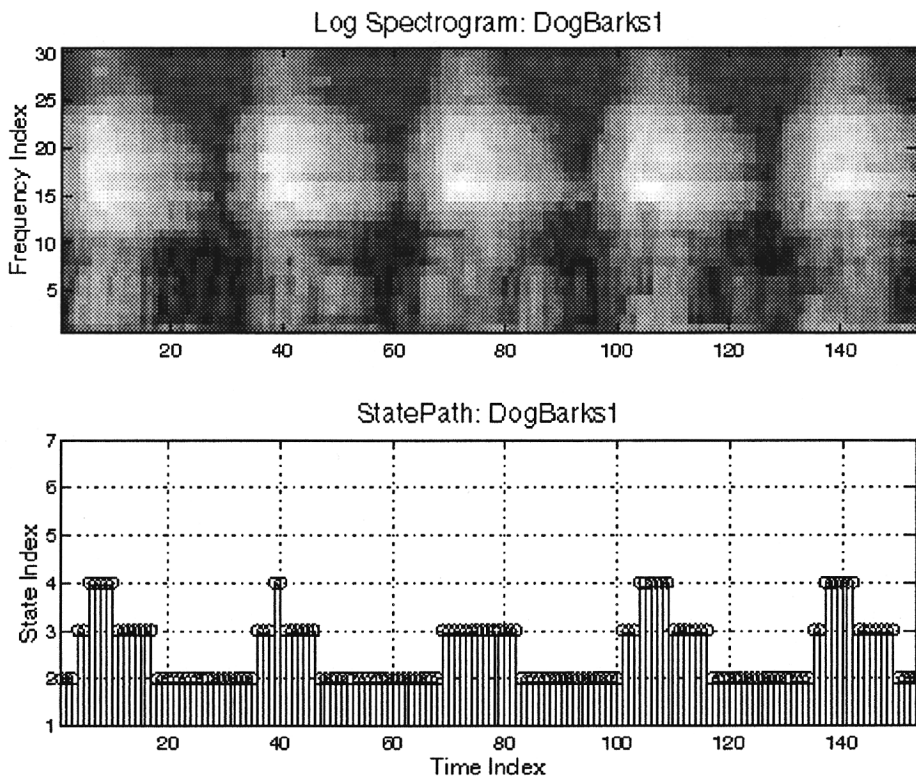 Log Spectrogram: DogBarks1
Frequency Index
30
25
20
15
10
5
20 40 60 80 100 120 140
StatePath: DogBarks1
State Index
7
6
5
4
3
2
1
20 40 60 80 100 120 140
Time Index